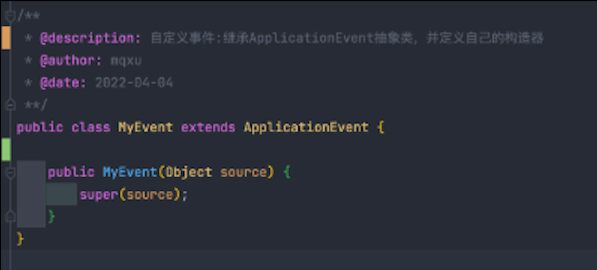 /**
* @description: 自定义事件:继承ApplicationEvent抽象类，并定义自己的构造器
* @author: mqxu
* @date: 2022-04-04
**/
public class MyEvent extends ApplicationEvent {
public MyEvent(Object source) {
super(source);
}
}